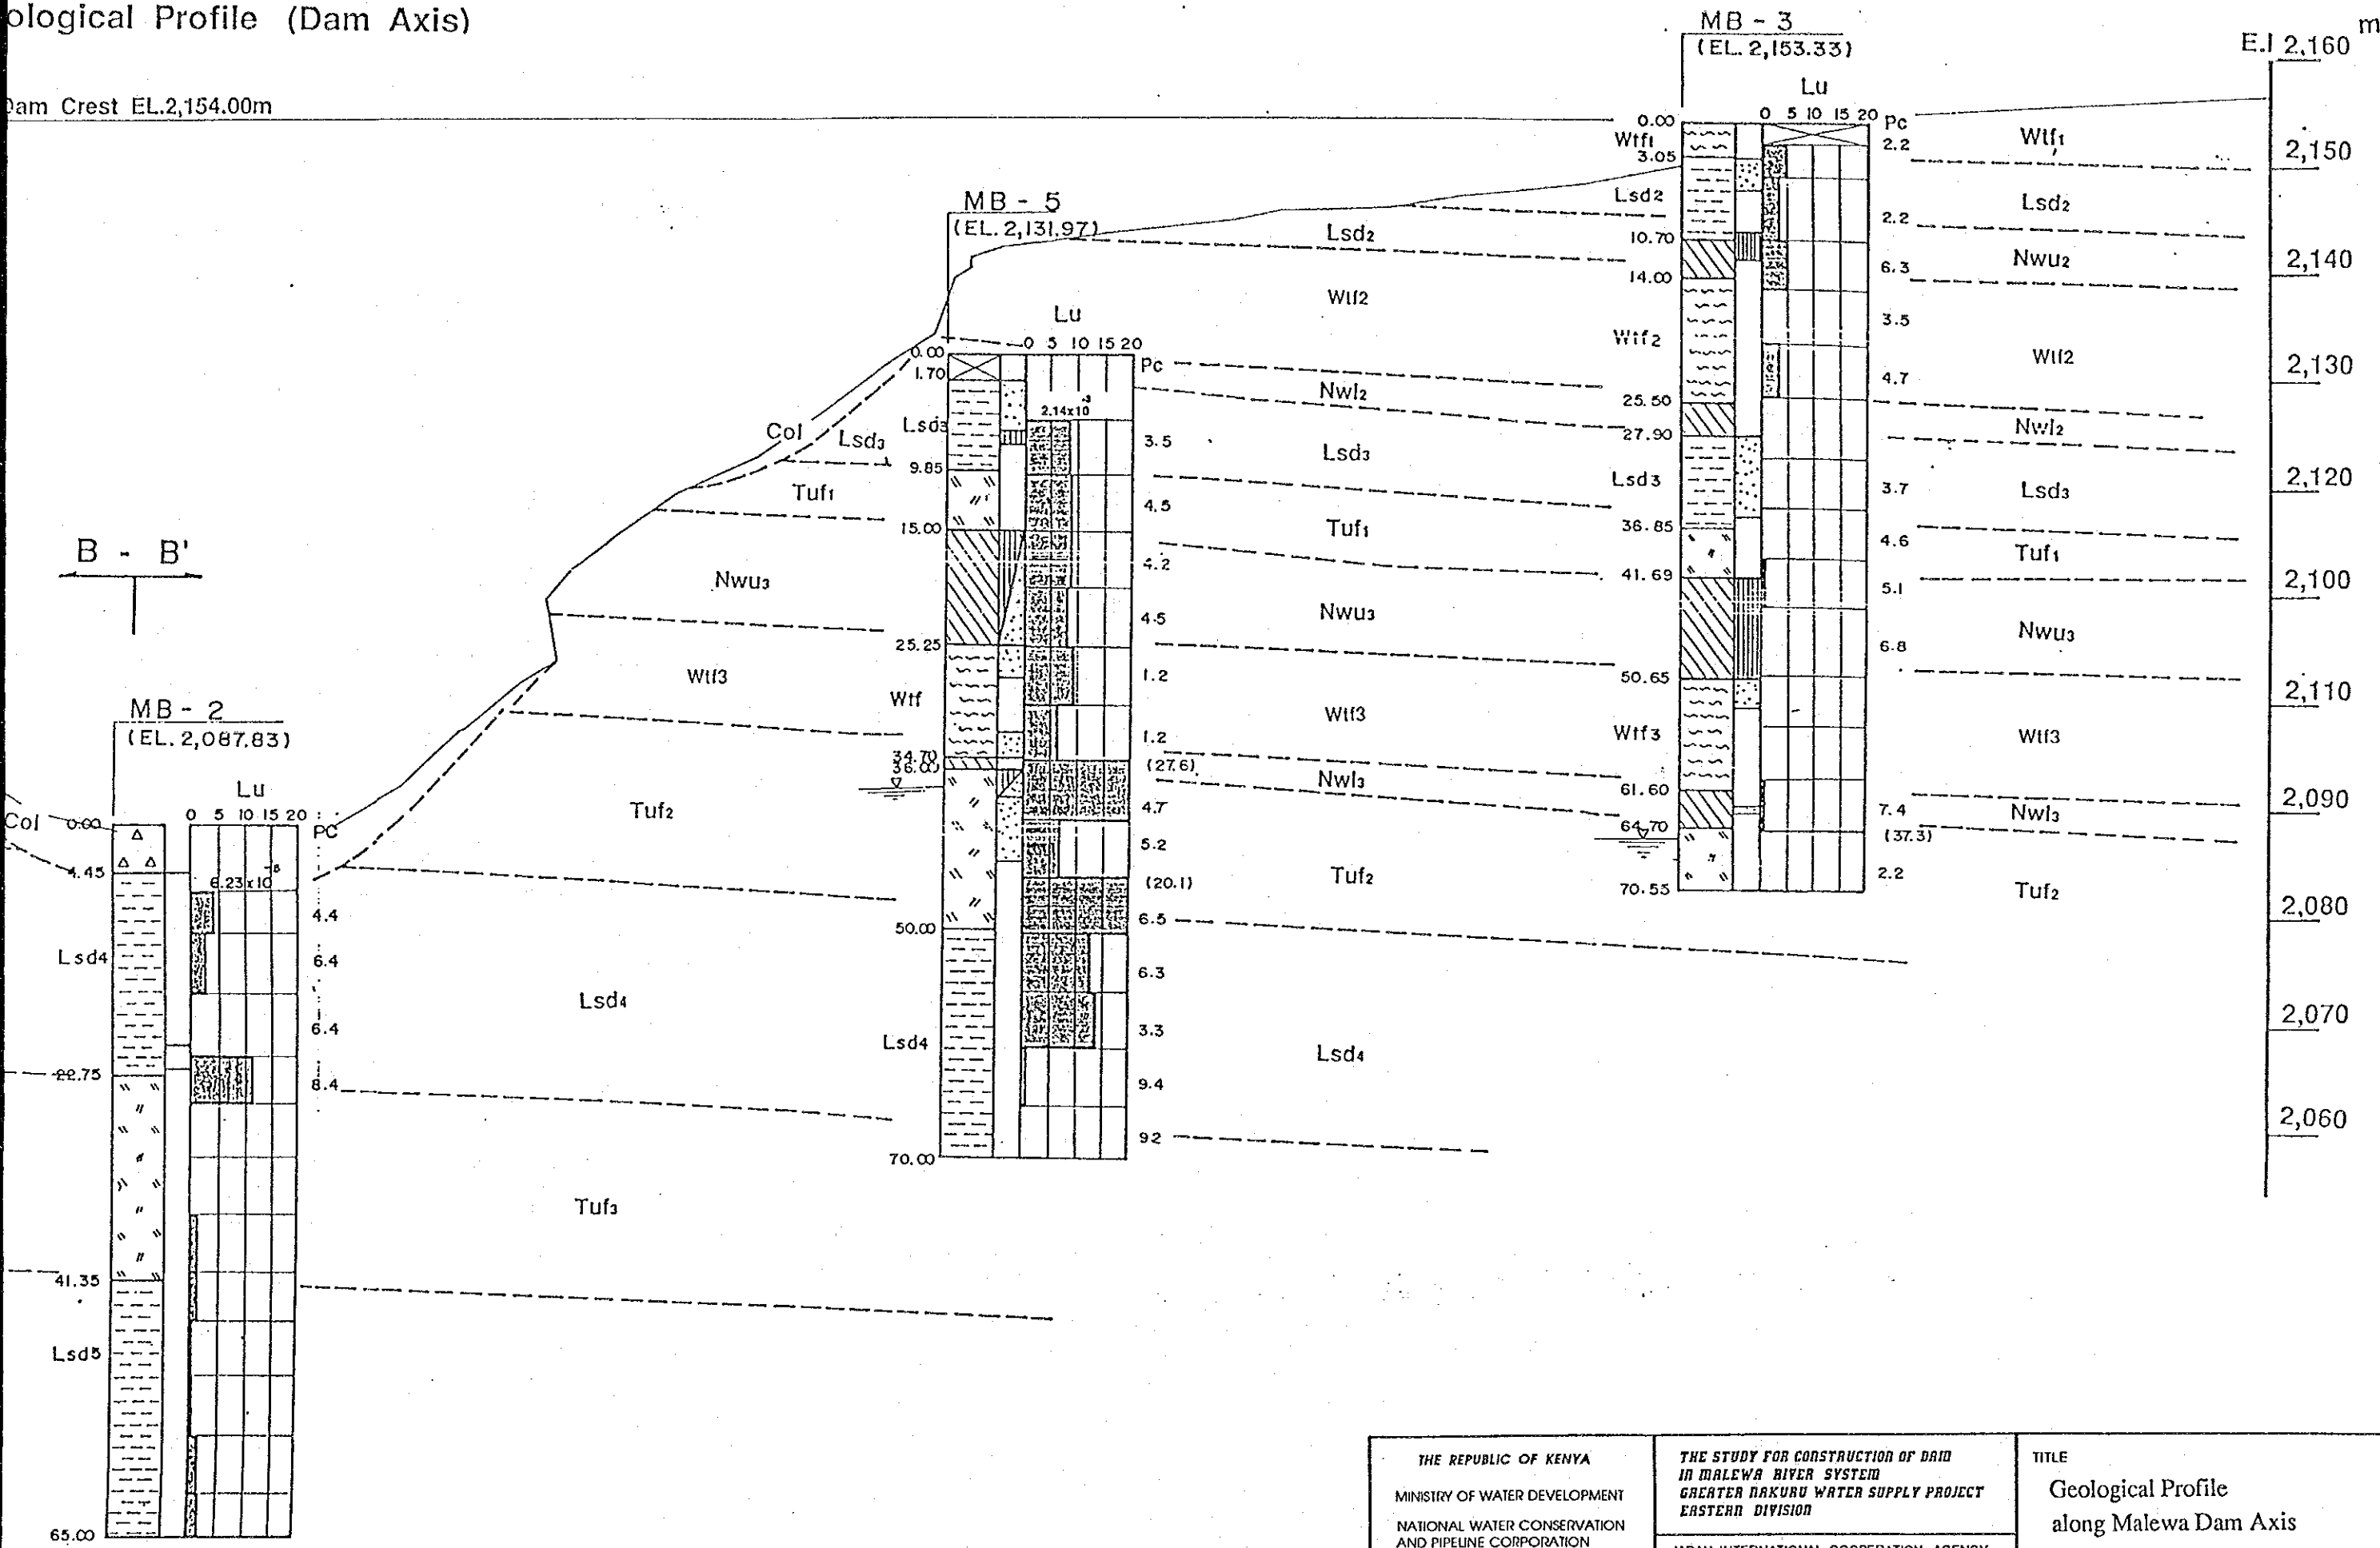 ological Profile (Dam Axis)
Dam Crest EL.2,154.00m
B - B'
MB - 2
(EL. 2,087.83)
Lu
0 5 10 15 20
PC
Col
0.00
4.45
6.23 x 10
4.4
6.4
6.4
8.4
Lsd4
22.75
41.35
Lsd5
65.00
Col
Lsd3
Tuf1
Nwu3
Wtf3
Tuf2
Lsd4
Tuf3
MB - 5
(EL. 2,131.97)
Lu
0 5 10 15 20
Pc
2.14x10-3
0.00
1.70
Lsd3
9.85
15.00
25.25
Wtf
34.70
36.00
50.00
Lsd4
70.00
3.5
4.5
4.2
4.5
1.2
1.2
(27.6)
4.7
5.2
(20.1)
6.5
6.3
3.3
9.4
92
Lsd2
Wtf2
Nwl2
Lsd3
Tuf1
Nwu3
Wtf3
Nwl3
Tuf2
Lsd4
MB - 3
(EL. 2,153.33)
Lu
0 5 10 15 20
Pc
0.00
Wtf1
3.05
Lsd2
10.70
14.00
Wtf2
25.50
27.90
Lsd3
36.85
41.69
50.65
Wtf3
61.60
64.70
70.55
2.2
2.2
6.3
3.5
4.7
3.7
4.6
5.1
6.8
7.4
(37.3)
2.2
Wtf1
Lsd2
Nwu2
Wtf2
Nwl2
Lsd3
Tuf1
Nwu3
Wtf3
Nwl3
Tuf2
m
E.l 2,160
2,150
2,140
2,130
2,120
2,100
2,110
2,090
2,080
2,070
2,060
THE REPUBLIC OF KENYA
MINISTRY OF WATER DEVELOPMENT
NATIONAL WATER CONSERVATION
AND PIPELINE CORPORATION
THE STUDY FOR CONSTRUCTION OF DAM
IN MALEWA RIVER SYSTEM
GREATER NAKURU WATER SUPPLY PROJECT
EASTERN DIVISION
JAPAN INTERNATIONAL COOPERATION AGENCY
TITLE
Geological Profile
along Malewa Dam Axis